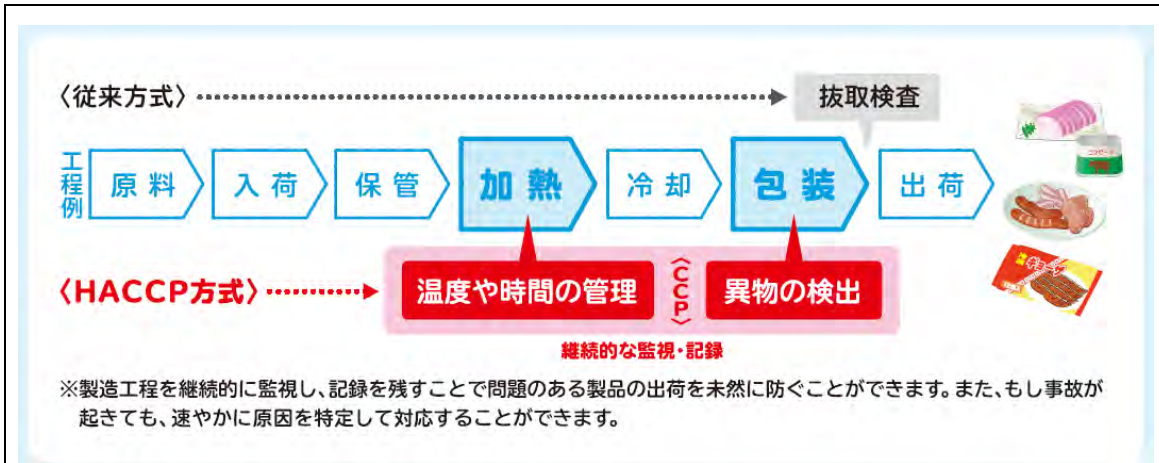 〈従来方式〉
抜取検査
工程例
原料
入荷
保管
加熱
冷却
包装
出荷
〈HACCP方式〉
温度や時間の管理
〈CCP〉
異物の検出
継続的な監視・記録
※製造工程を継続的に監視し、記録を残すことで問題のある製品の出荷を未然に防ぐことができます。また、もし事故が
起きても、速やかに原因を特定して対応することができます。
ギョーザ